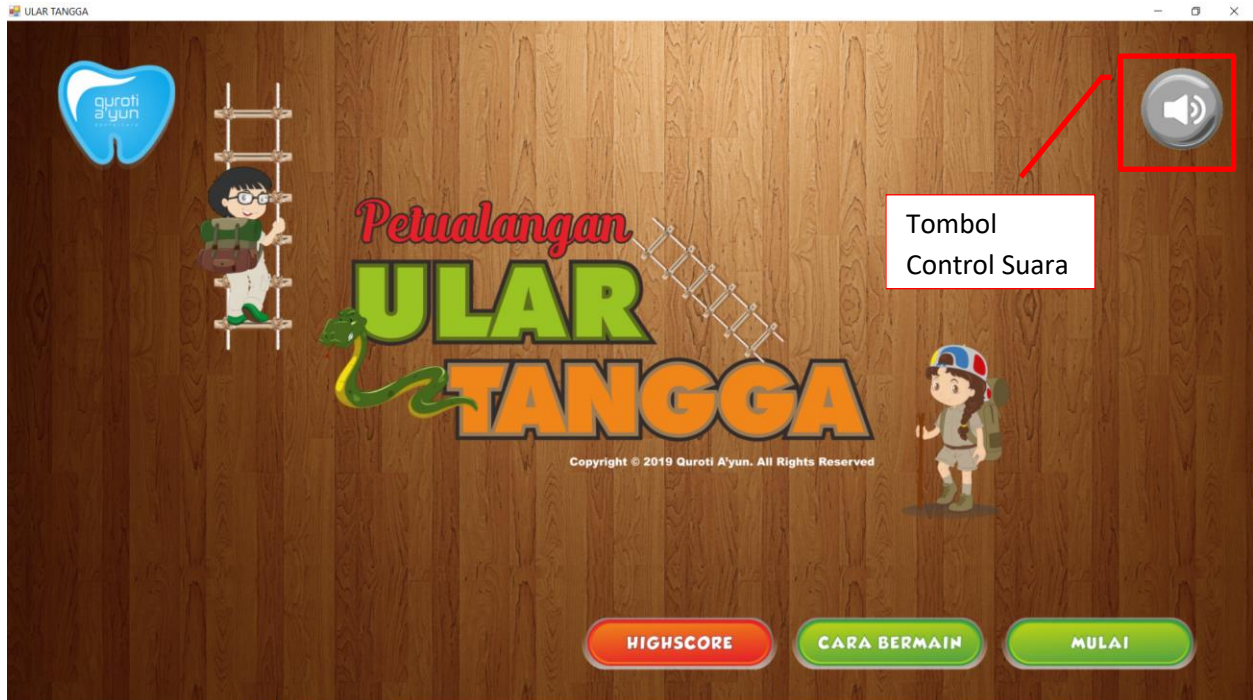 ULAR TANGGA
quroti
a'yun
Tombol
Control Suara
Petualangan
ULAR
TANGGA
Copyright © 2019 Quroti A'yun. All Rights Reserved
HIGHSCORE
CARA BERMAIN
MULAI